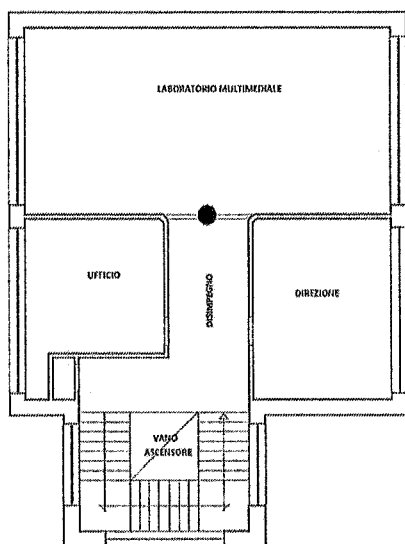 LABORATORIO MULTIMEDIALE
UFFICIO
DISIMPEGNO
DIREZIONE
VANO
ASCENSORE